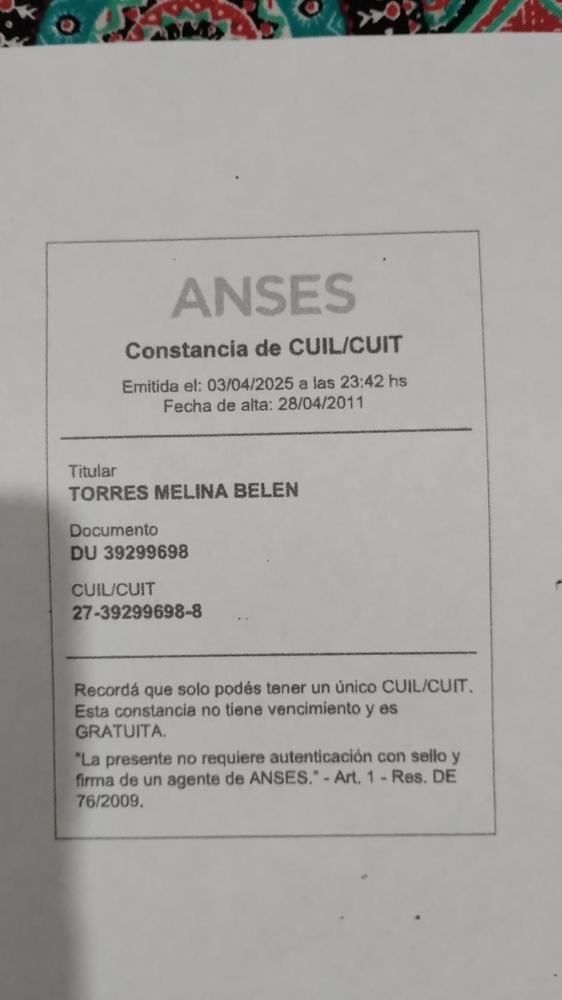 ANSES
Constancia de CUIL/CUIT
Emitida el: 03/04/2025 a las 23:42 hs
Fecha de alta: 28/04/2011
Titular
TORRES MELINA BELEN
Documento
DU 39299698
CUIL/CUIT
27-39299698-8
Recordá que solo podés tener un único CUIL/CUIT.
Esta constancia no tiene vencimiento y es
GRATUITA.
"La presente no requiere autenticación con sello y
firma de un agente de ANSES." - Art. 1 - Res. DE
76/2009.